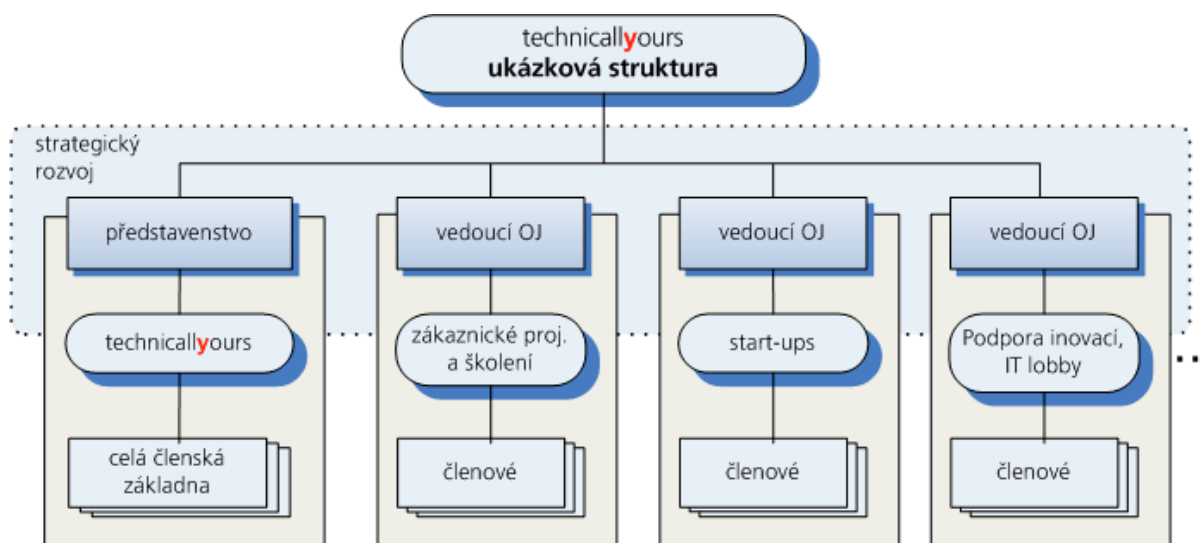 technicallyours
ukázková struktura
strategický
rozvoj
představenstvo
vedoucí OJ
vedoucí OJ
vedoucí OJ
technicallyours
zákaznické proj.
a školení
start-ups
Podpora inovací,
IT lobby
celá členská
základna
členové
členové
členové